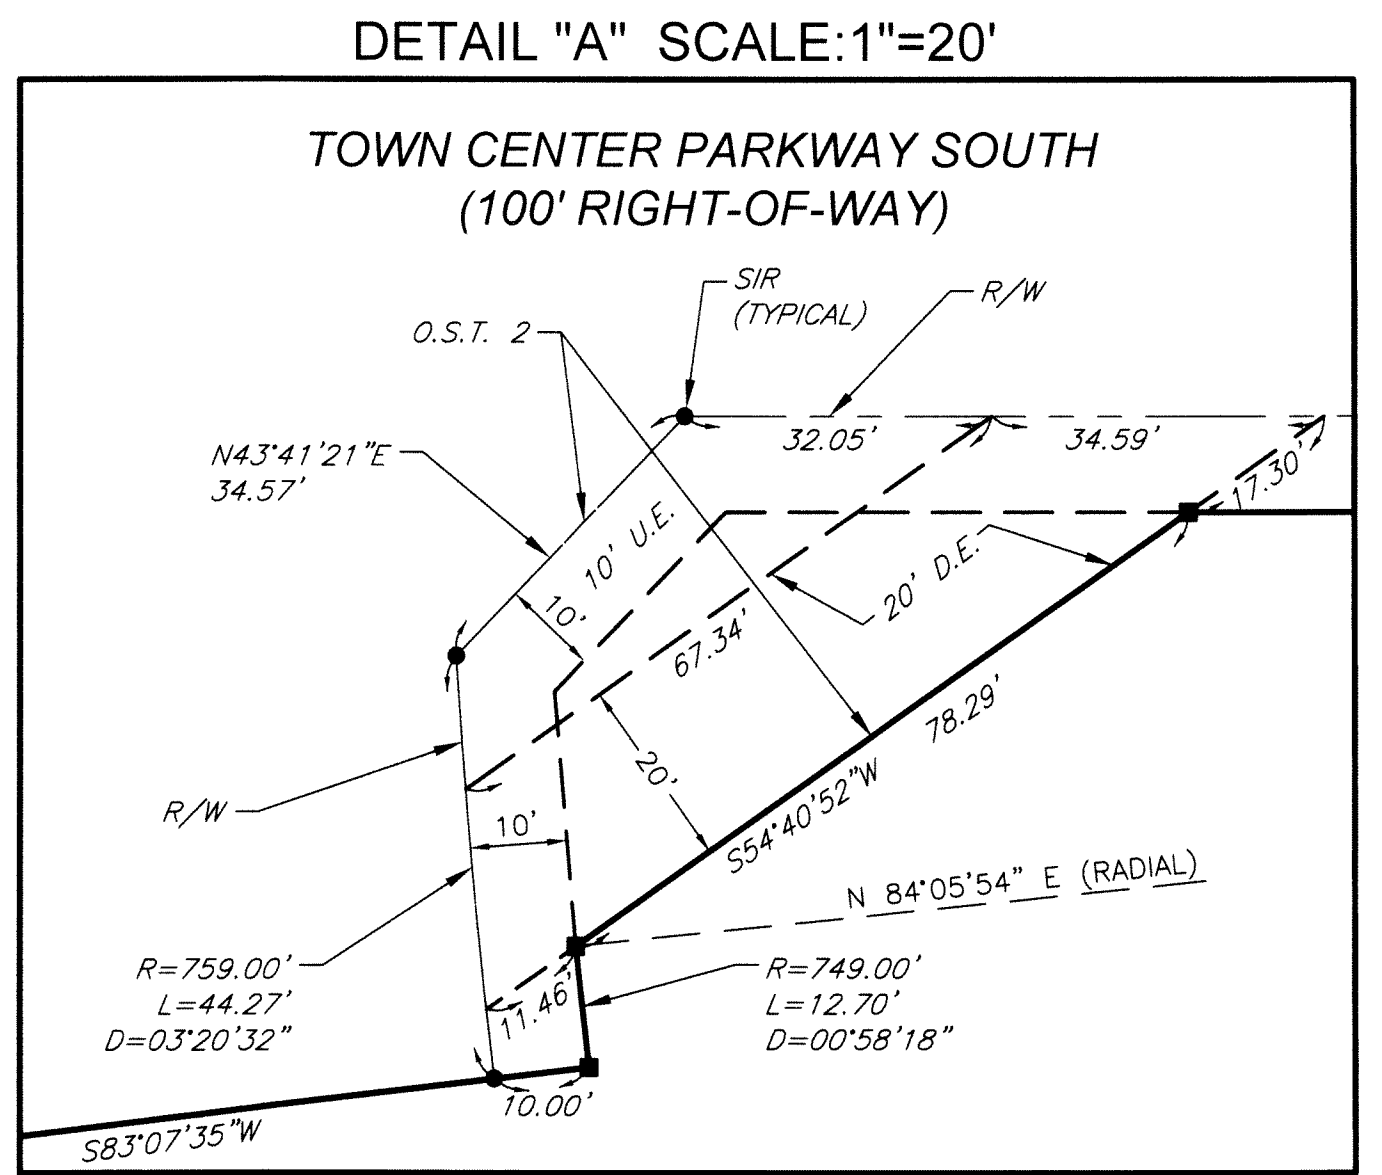 DETAIL "A" SCALE:1"=20'
TOWN CENTER PARKWAY SOUTH
(100' RIGHT-OF-WAY)
SIR
(TYPICAL)
R/W
O.S.T. 2
32.05'
34.59'
N43°41'21"E
34.57'
17.30'
10' U.E.
10'
20' D.E.
67.34'
78.29'
20'
R/W
10'
S54°40'52"W
N 84°05'54" E (RADIAL)
R=759.00'
L=44.27'
D=03°20'32"
11.46'
R=749.00'
L=12.70'
D=00°58'18"
10.00'
S83°07'35"W